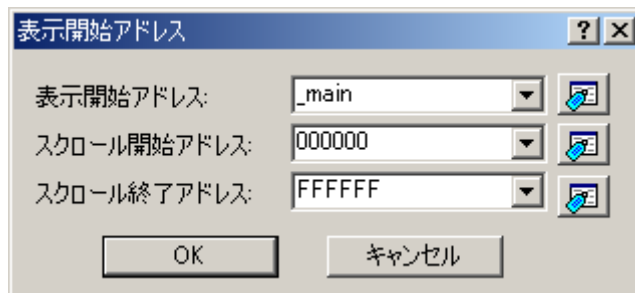 表示開始アドレス
表示開始アドレス: _main
スクロール開始アドレス: 000000
スクロール終了アドレス: FFFFFF
OK キャンセル